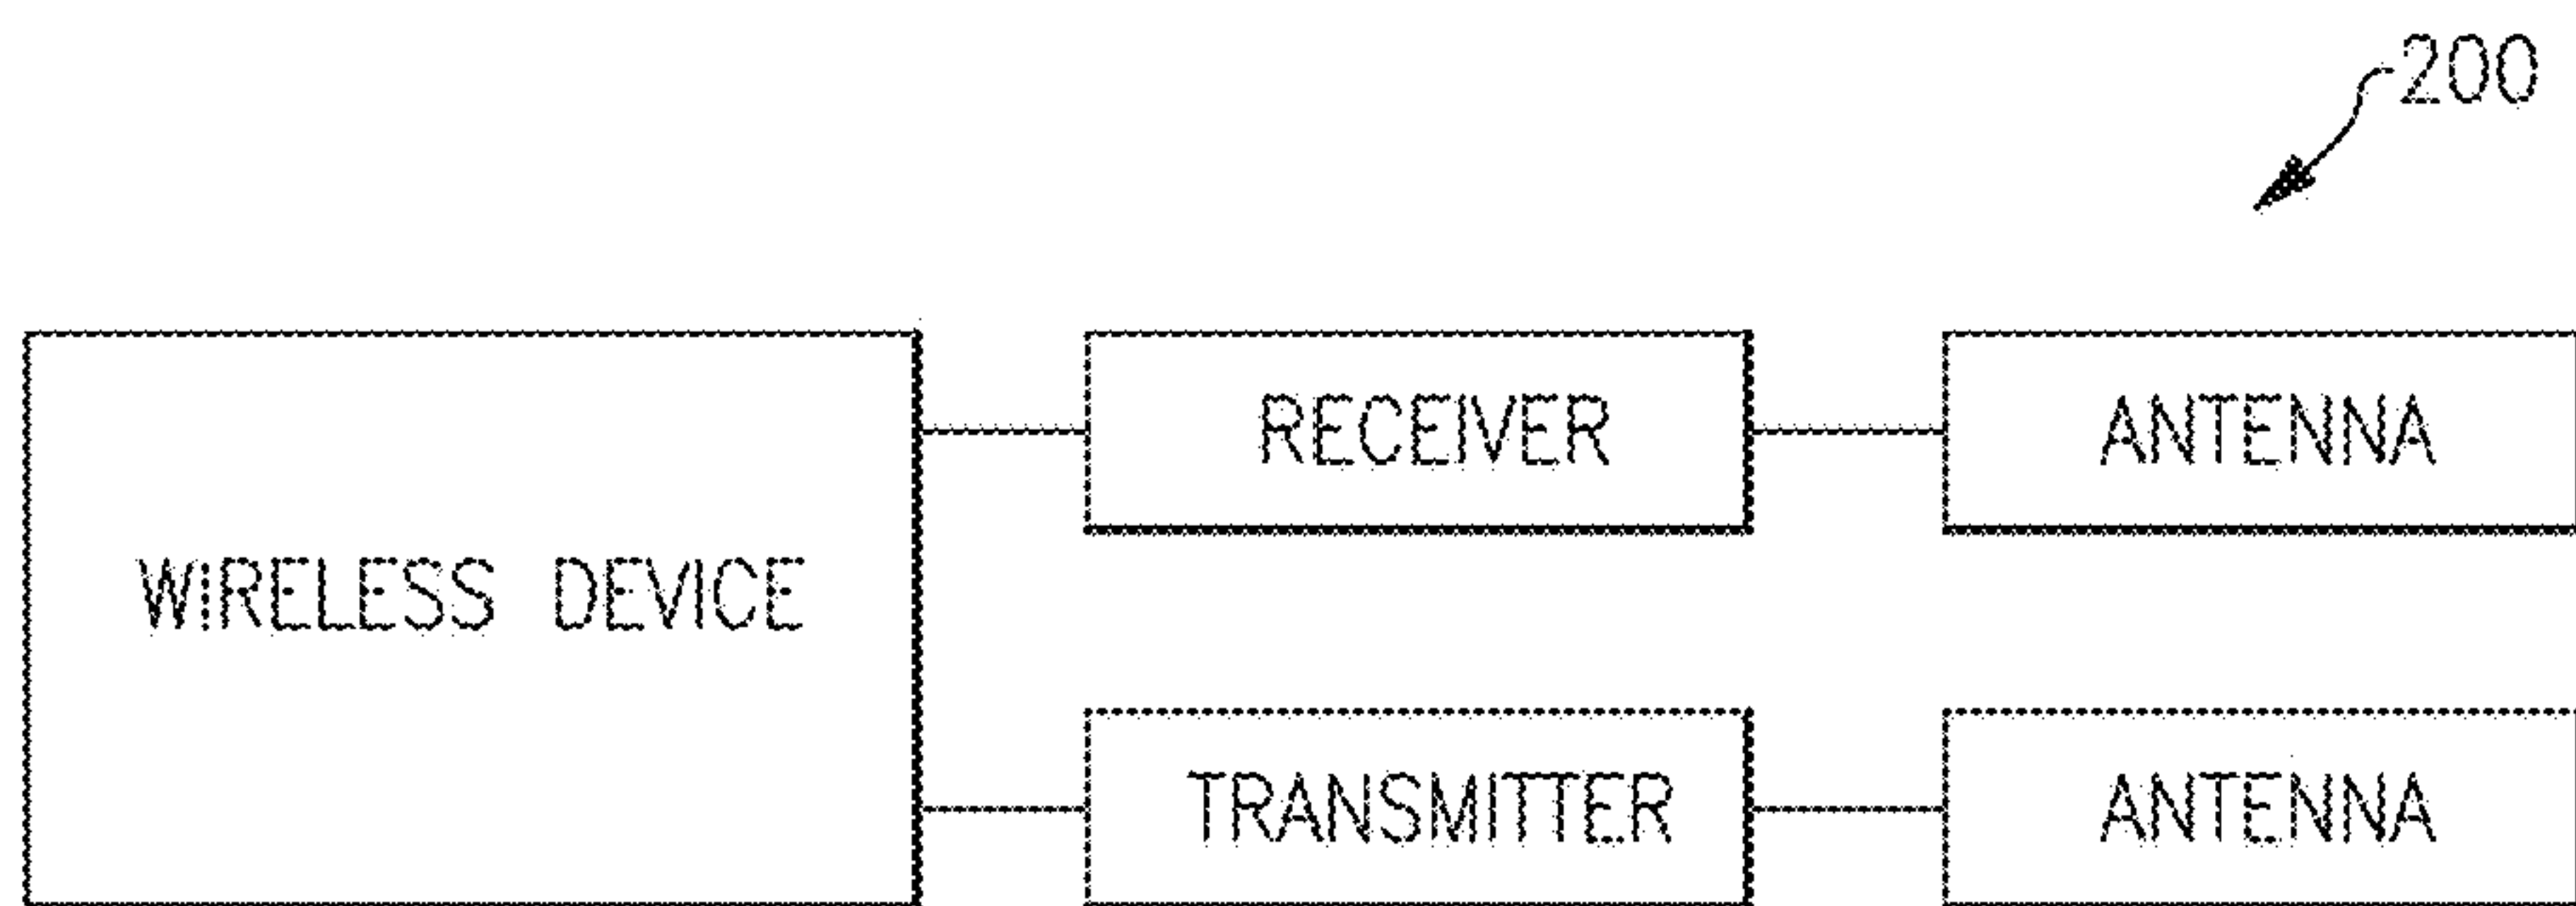 200
RECEIVER
ANTENNA
WIRELESS DEVICE
TRANSMITTER
ANTENNA